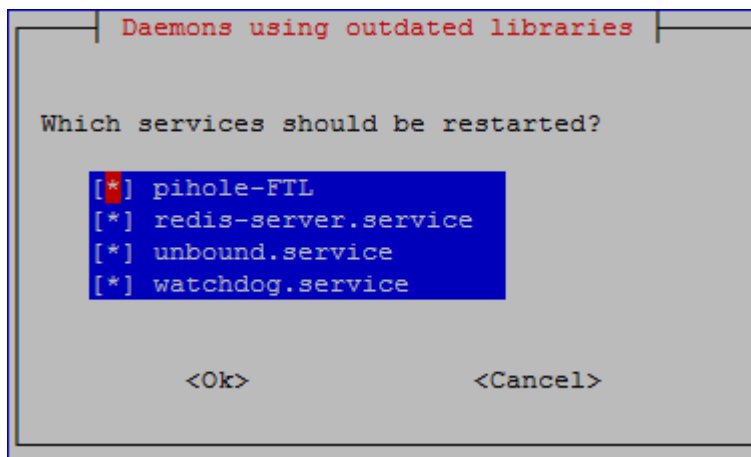 Daemons using outdated libraries
Which services should be restarted?
[*] pihole-FTL
[*] redis-server.service
[*] unbound.service
[*] watchdog.service
<Ok> <Cancel>